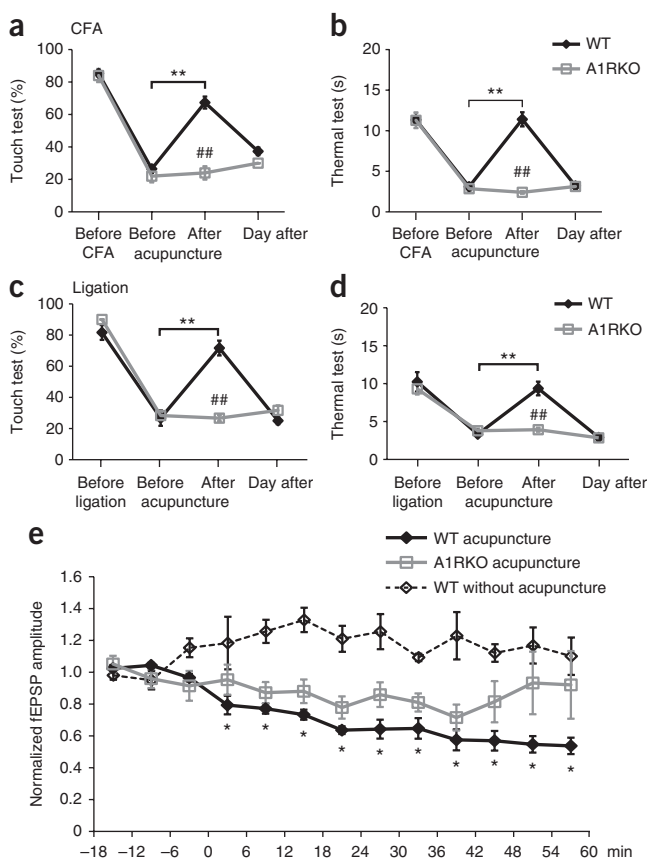 a
CFA
100
80
60
40
20
0
Touch test (%)
**
##
Before CFA
Before acupuncture
After
Day after
b
20
15
10
5
0
Thermal test (s)
**
##
WT
A1RKO
Before CFA
Before acupuncture
After
Day after
c
Ligation
100
80
60
40
20
0
Touch test (%)
**
##
Before ligation
Before acupuncture
After
Day after
d
20
15
10
5
0
Thermal test (s)
**
##
WT
A1RKO
Before ligation
Before acupuncture
After
Day after
e
WT acupuncture
A1RKO acupuncture
WT without acupuncture
1.6
1.4
1.2
1.0
0.8
0.6
0.4
0.2
0
Normalized fEPSP amplitude
* * * * * * * * * *
–18 –12 –6 0 6 12 18 24 30 36 42 48 54 60 min